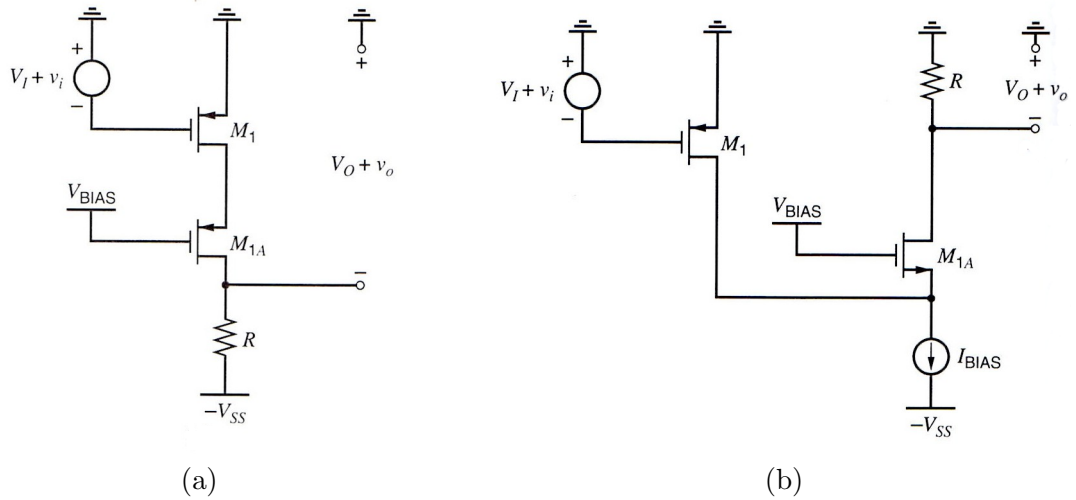 +
V_I + v_i
−
M_1
+
V_O + v_o
V_BIAS
M_1A
−
R
−V_SS
(a)
+
V_I + v_i
−
M_1
R
+
V_O + v_o
−
V_BIAS
M_1A
I_BIAS
−V_SS
(b)